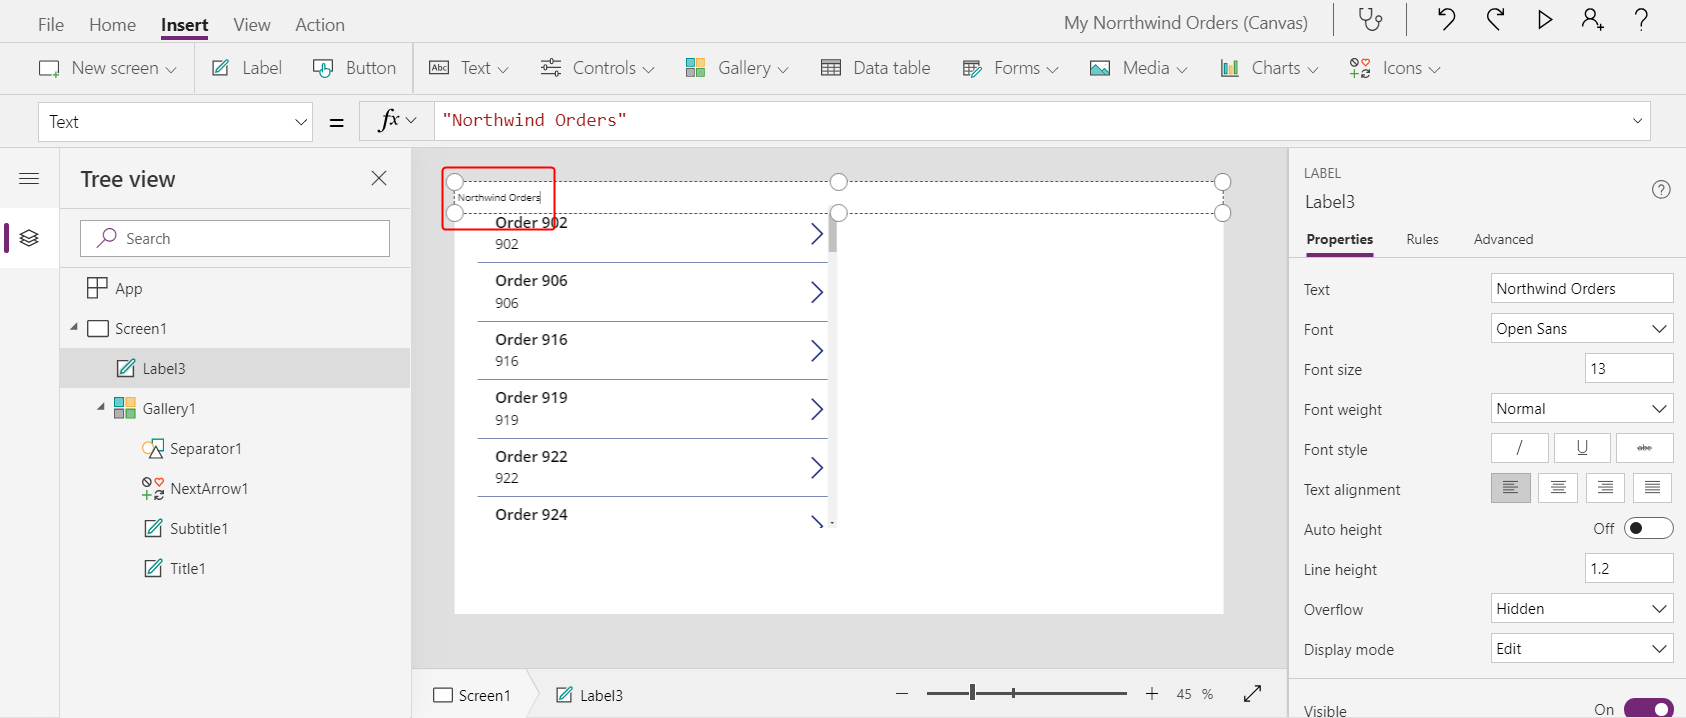 File Home Insert View Action My Norrthwind Orders (Canvas) ?
New screen Label Button Abc Text Controls Gallery Data table Forms Media Charts Icons
Text = fx "Northwind Orders"
Tree view
Search
App
Screen1
Label3
Gallery1
Separator1
NextArrow1
Subtitle1
Title1
Northwind Orders
Order 902
902
Order 906
906
Order 916
916
Order 919
919
Order 922
922
Order 924
Screen1 Label3 — + 45 %
LABEL
Label3 ?
Properties Rules Advanced
Text Northwind Orders
Font Open Sans
Font size 13
Font weight Normal
Font style / U abc
Text alignment
Auto height Off
Line height 1.2
Overflow Hidden
Display mode Edit
Visible On